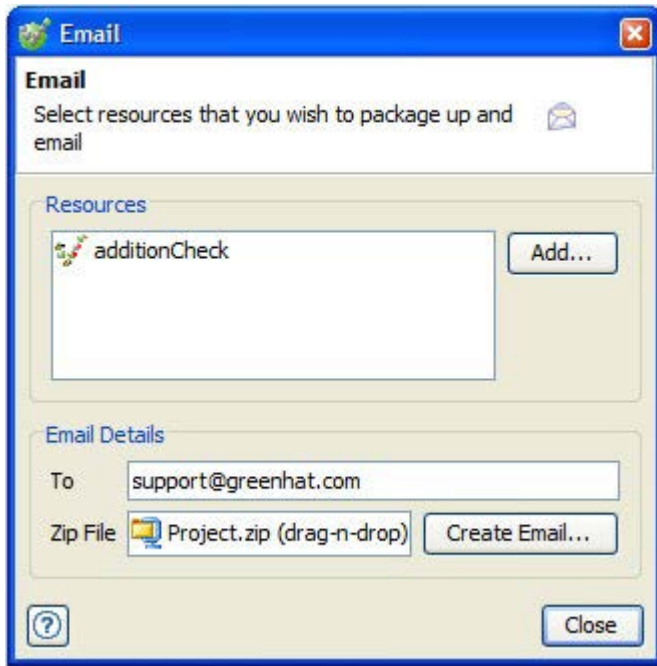 Email
Email
Select resources that you wish to package up and
email
Resources
additionCheck
Add...
Email Details
To
support@greenhat.com
Zip File
Project.zip (drag-n-drop)
Create Email...
?
Close